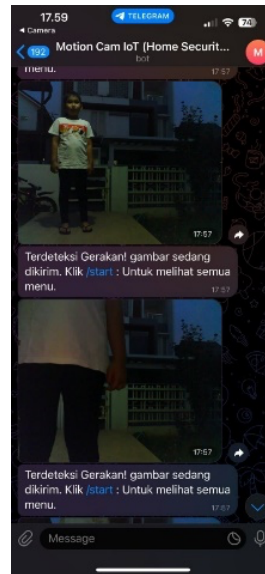 17.59
TELEGRAM
74
Camera
192
Motion Cam IoT (Home Securit...
bot
M
menu.
17:57
17:57
Terdeteksi Gerakan! gambar sedang
dikirim. Klik /start : Untuk melihat semua
menu.
17:57
17:57
Terdeteksi Gerakan! gambar sedang
dikirim. Klik /start : Untuk melihat semua
menu.
17:57
Message